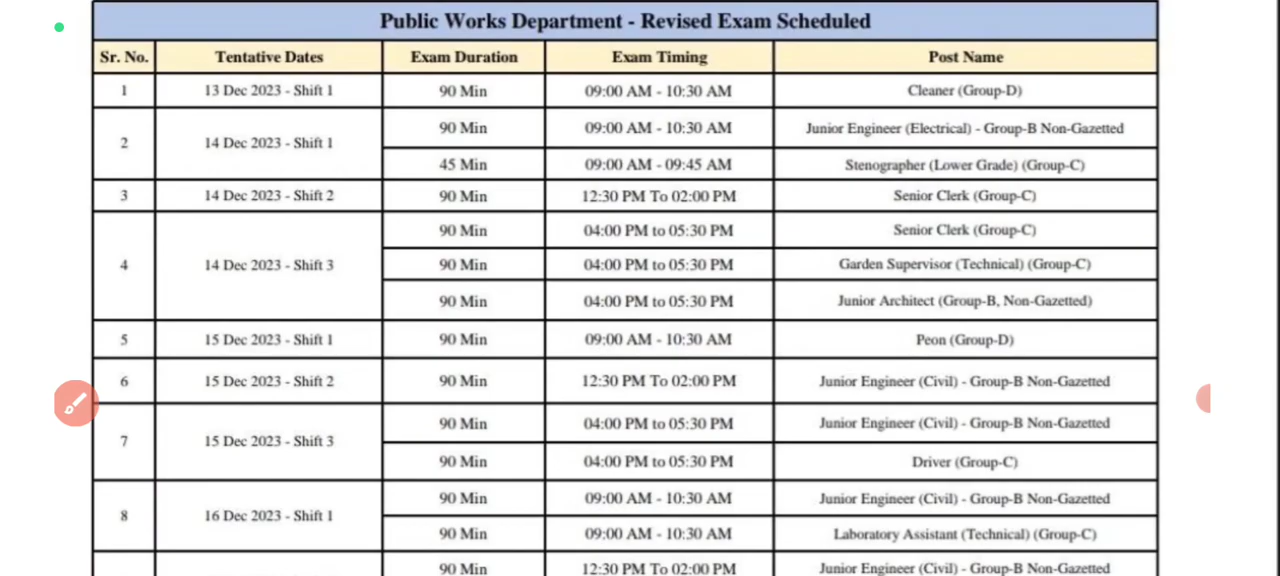 Public Works Department - Revised Exam Scheduled
Sr. No. Tentative Dates Exam Duration Exam Timing Post Name
1 13 Dec 2023 - Shift 1 90 Min 09:00 AM - 10:30 AM Cleaner (Group-D)
2 14 Dec 2023 - Shift 1 90 Min 09:00 AM - 10:30 AM Junior Engineer (Electrical) - Group-B Non-Gazetted
45 Min 09:00 AM - 09:45 AM Stenographer (Lower Grade) (Group-C)
3 14 Dec 2023 - Shift 2 90 Min 12:30 PM To 02:00 PM Senior Clerk (Group-C)
4 14 Dec 2023 - Shift 3 90 Min 04:00 PM to 05:30 PM Senior Clerk (Group-C)
90 Min 04:00 PM to 05:30 PM Garden Supervisor (Technical) (Group-C)
90 Min 04:00 PM to 05:30 PM Junior Architect (Group-B, Non-Gazetted)
5 15 Dec 2023 - Shift 1 90 Min 09:00 AM - 10:30 AM Peon (Group-D)
6 15 Dec 2023 - Shift 2 90 Min 12:30 PM To 02:00 PM Junior Engineer (Civil) - Group-B Non-Gazetted
7 15 Dec 2023 - Shift 3 90 Min 04:00 PM to 05:30 PM Junior Engineer (Civil) - Group-B Non-Gazetted
90 Min 04:00 PM to 05:30 PM Driver (Group-C)
8 16 Dec 2023 - Shift 1 90 Min 09:00 AM - 10:30 AM Junior Engineer (Civil) - Group-B Non-Gazetted
90 Min 09:00 AM - 10:30 AM Laboratory Assistant (Technical) (Group-C)
90 Min 12:30 PM To 02:00 PM Junior Engineer (Civil) - Group-B Non-Gazetted